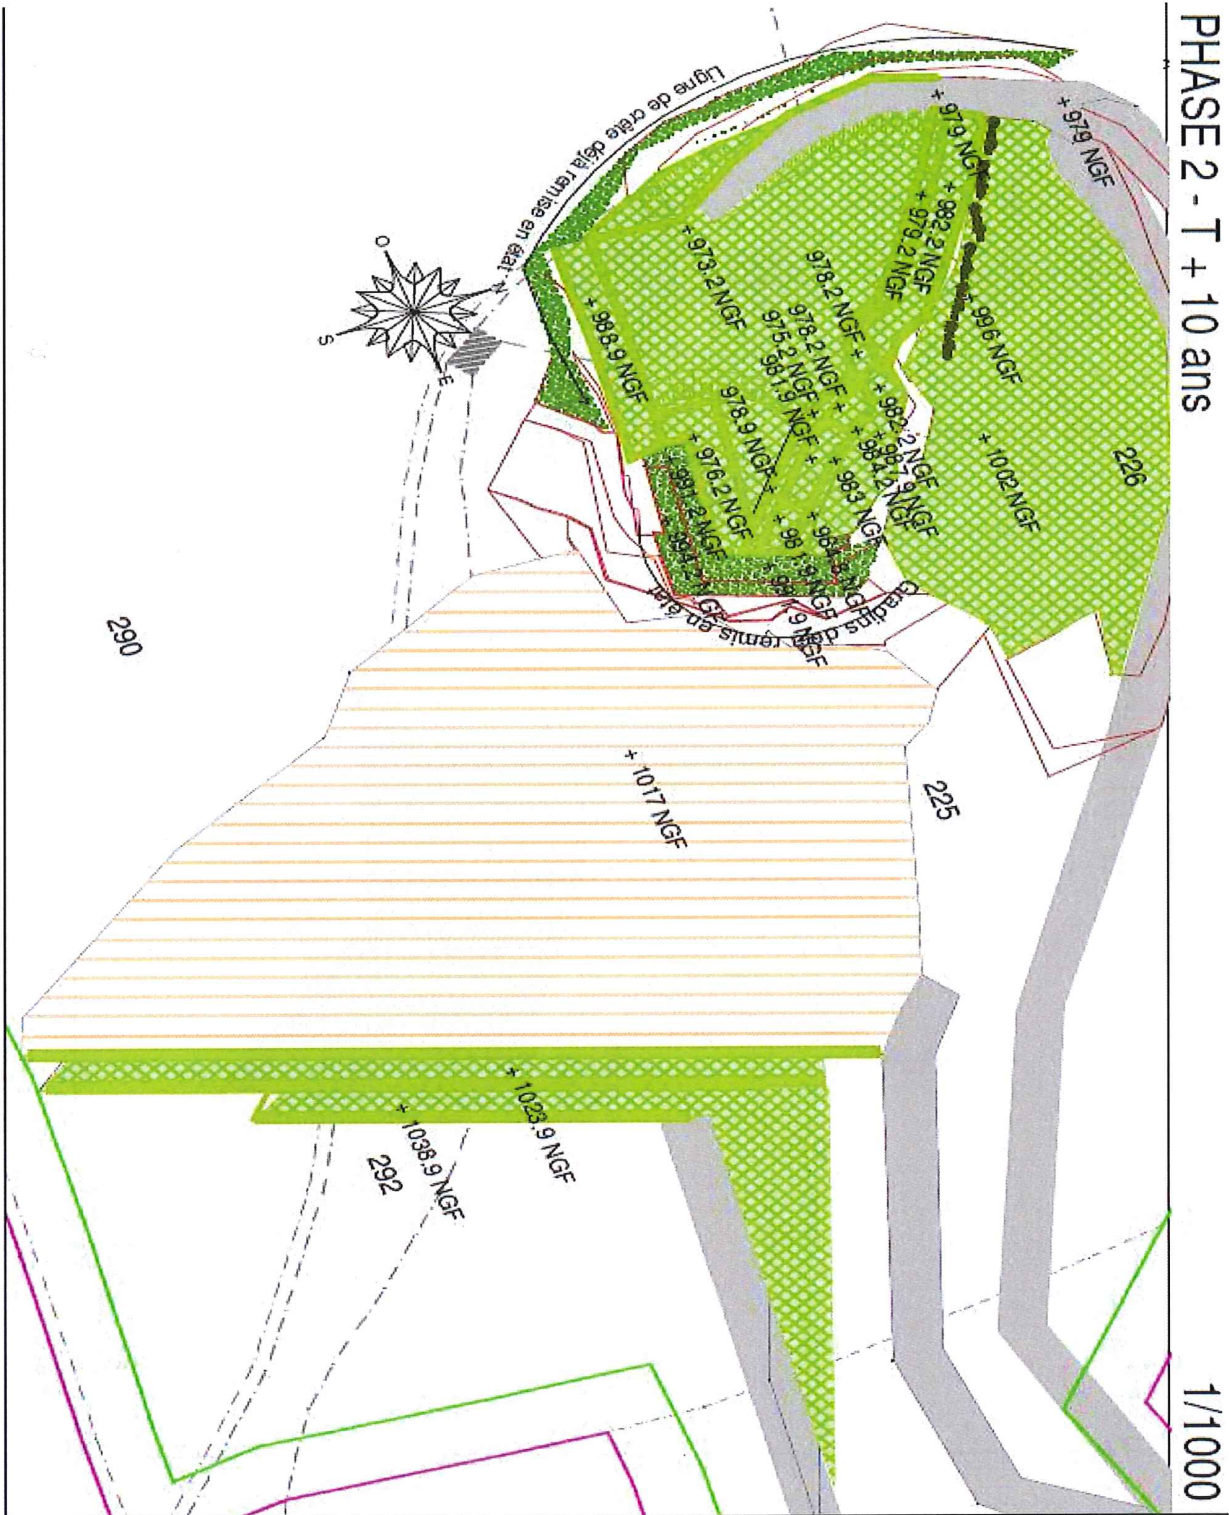 PHASE 2 - T + 10 ans
1/1000
+ 979 NGF
+ 979 NGF
226
+ 996 NGF
+ 1002 NGF
+ 982.2 NGF
+ 979.2 NGF
978.2 NGF +
978.2 NGF +
975.2 NGF +
981.9 NGF +
978.9 NGF +
+ 982.2 NGF
+ 984.2 NGF
+ 983 NGF
+ 981.9 NGF
+ 973.2 NGF
+ 976.2 NGF
+ 988.9 NGF
Ligne de crête déjà remise en état
Gradins déjà remis en état
N
O
S
E
225
+ 1017 NGF
290
+ 1023.9 NGF
+ 1038.9 NGF
292